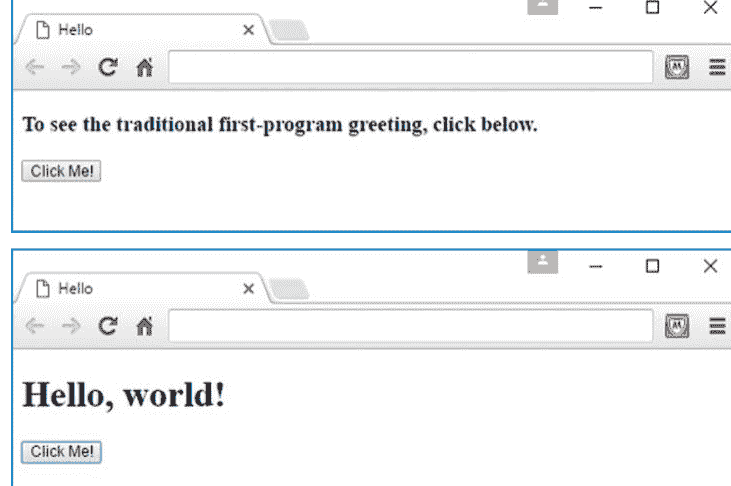 Hello
To see the traditional first-program greeting, click below.
Click Me!
Hello
Hello, world!
Click Me!